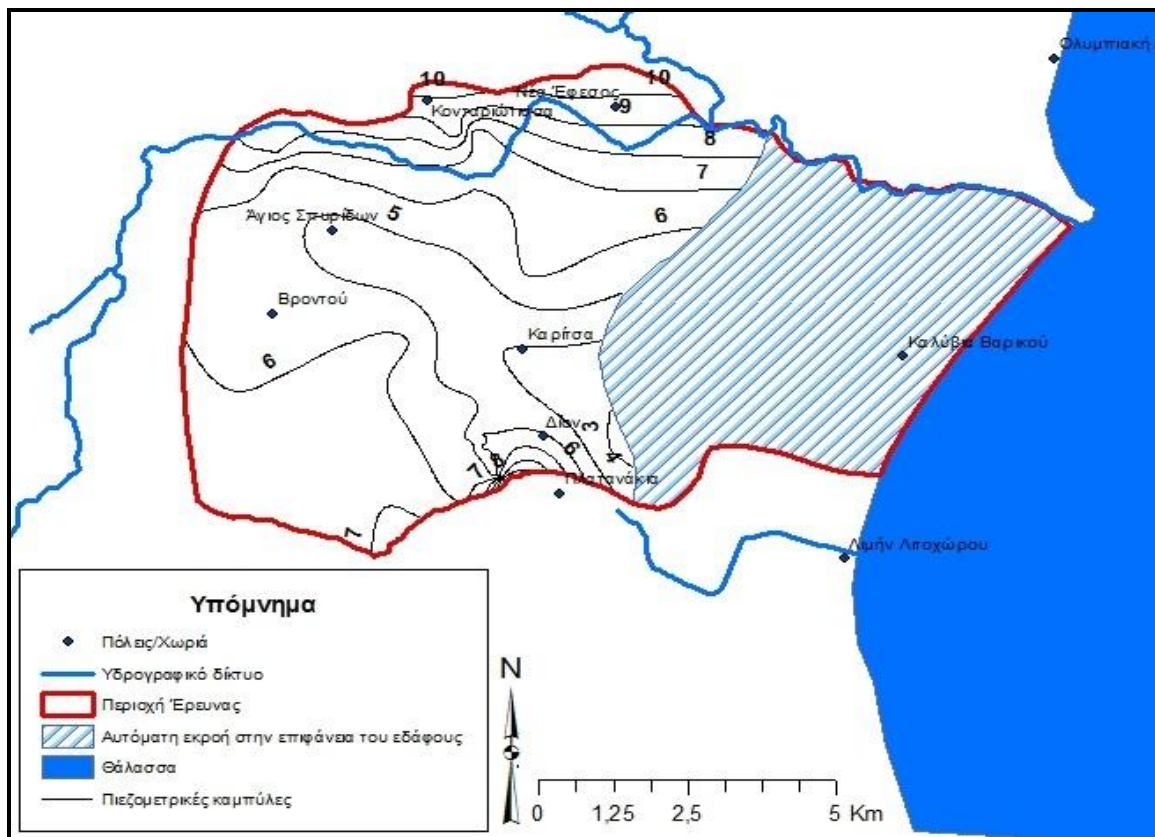 Ολυμπιακή
10
10
Νέα Έφεσος
Κονταριώτισσα
9
8
7
5
6
Άγιος Σπυρίδων
Βροντού
Καρίτσα
Καλύβια Βαρικού
6
3
Δίον
6
4
7
8
Πλατανάκια
7
Λιμήν Λιτοχώρου
Υπόμνημα
Πόλεις/Χωριά
Υδρογραφικό δίκτυο
Περιοχή Έρευνας
Αυτόματη εκροή στην επιφάνεια του εδάφους
Θάλασσα
Πιεζομετρικές καμπύλες
N
0 1,25 2,5 5 Km